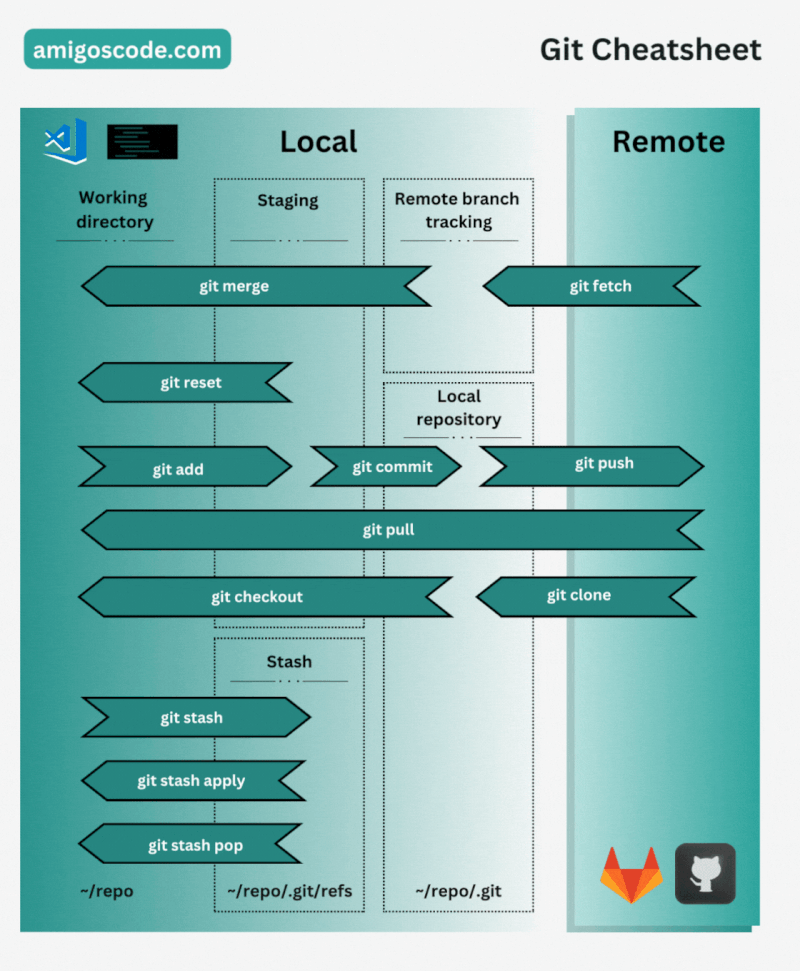 amigoscode.com
Git Cheatsheet
Local
Remote
Working
directory
Staging
Remote branch
tracking
git merge
git fetch
git reset
Local
repository
git add
git commit
git push
git pull
git checkout
git clone
Stash
git stash
git stash apply
git stash pop
~/repo
~/repo/.git/refs
~/repo/.git